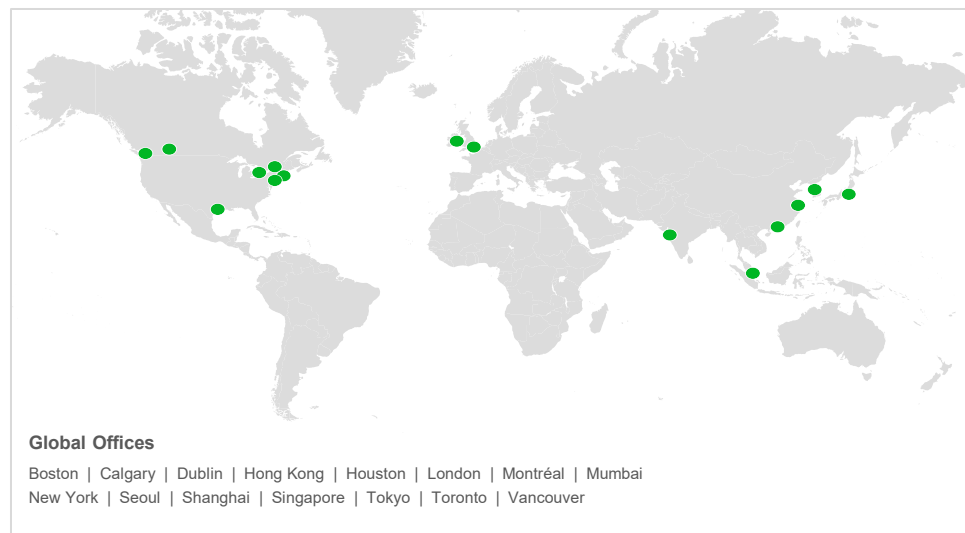 Global Offices
Boston | Calgary | Dublin | Hong Kong | Houston | London | Montréal | Mumbai
New York | Seoul | Shanghai | Singapore | Tokyo | Toronto | Vancouver